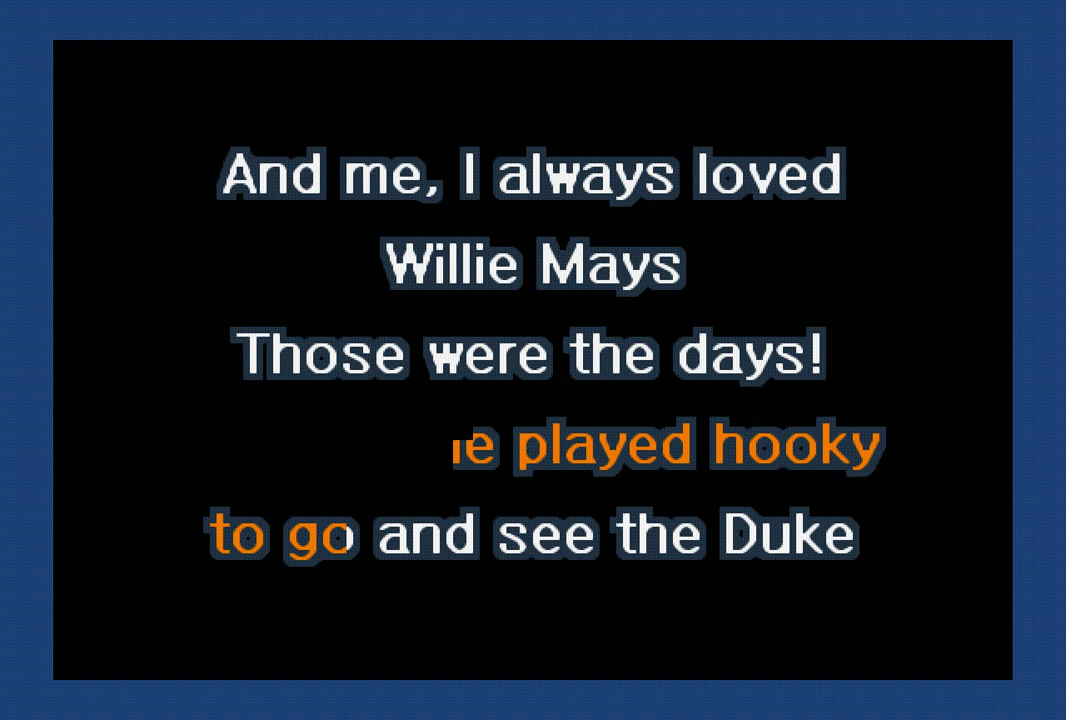 And me, I always loved
Willie Mays
Those were the days!
played hooky
to go and see the Duke